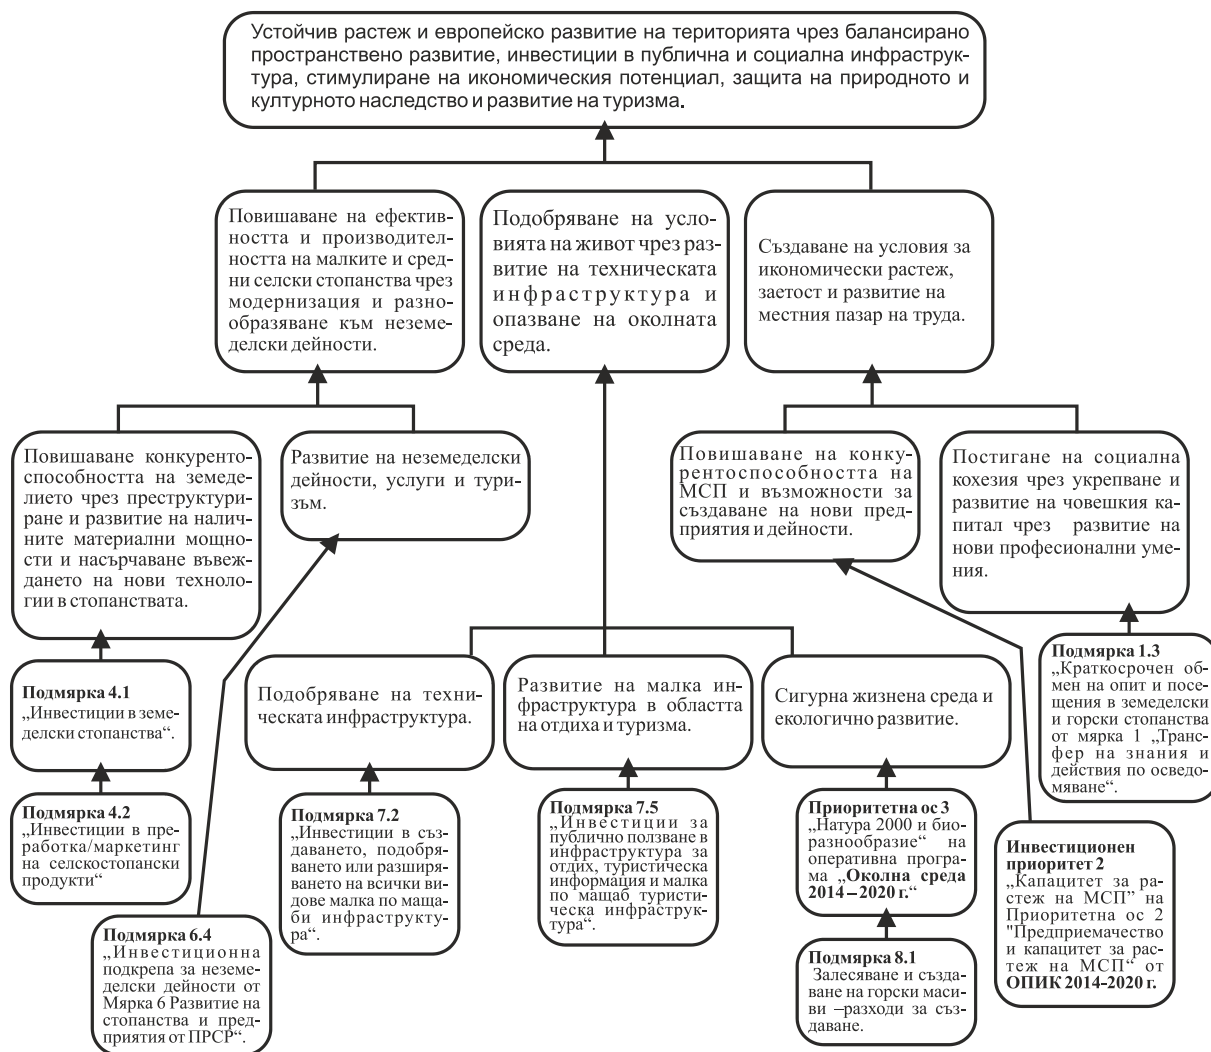 Устойчив растеж и европейско развитие на територията чрез балансирано
пространствено развитие, инвестиции в публична и социална инфраструк-
тура, стимулиране на икономическия потенциал, защита на природното и
културното наследство и развитие на туризма.
Повишаване на ефектив-
ността и производител-
ността на малките и сред-
ни селски стопанства чрез
модернизация и разно-
образяване към неземе-
делски дейности.
Подобряване на усло-
вията на живот чрез раз-
витие на техническата
инфраструктура и
опазване на околната
среда.
Създаване на условия за
икономически растеж,
заетост и развитие на
местния пазар на труда.
Повишаване конкуренто-
способността на земеде-
лието чрез преструктури-
ране и развитие на налич-
ните материални мощнос-
ти и насърчаване въвеж-
дането на нови техноло-
гии в стопанствата.
Развитие на неземеделски
дейности, услуги и тури-
зъм.
Повишаване на конку-
рентоспособността на
МСП и възможности за
създаване на нови пред-
приятия и дейности.
Постигане на социална
кохезия чрез укрепване и
развитие на човешкия ка-
питал чрез развитие на
нови професионални уме-
ния.
Подмярка 4.1
„Инвестиции в земе-
делски стопанства“.
Подобряване на техни-
ческата инфраструктура.
Развитие на малка ин-
фраструктура в областта
на отдиха и туризма.
Сигурна жизнена среда и
екологично развитие.
Подмярка 1.3
„Краткосрочен об-
мен на опит и посе-
щения в земеделски
и горски стопанства
от мярка 1 „Транс-
фер на знания и
действия по осведо-
мяване“.
Подмярка 4.2
„Инвестиции в пре-
работка/маркетинг
на селскостопански
продукти“
Подмярка 7.2
„Инвестиции в съз-
даването, подобря-
ването или разширя-
ването на всички ви-
дове малка по маща-
би инфраструкту-
ра“.
Подмярка 7.5
„Инвестиции за
публично ползване в
инфраструктура за
отдих, туристическа
информация и малка
по мащаб туристи-
ческа инфраструк-
тура“.
Приоритетна ос 3
„Натура 2000 и био-
разнообразие“ на
оперативна програ-
ма „Околна среда
2014 – 2020 г.“
Инвестиционен
приоритет 2
„Капацитет за рас-
теж на МСП” на
Приоритетна ос 2
"Предприемачество
и капацитет за рас-
теж на МСП“ от
ОПИК 2014-2020 г.
Подмярка 6.4
„Инвестиционна
подкрепа за неземе-
делски дейности от
Мярка 6 Развитие на
стопанства и пред-
приятия от ПРСР“.
Подмярка 8.1
Залесяване и създа-
ване на горски маси-
ви –разходи за съз-
даване.